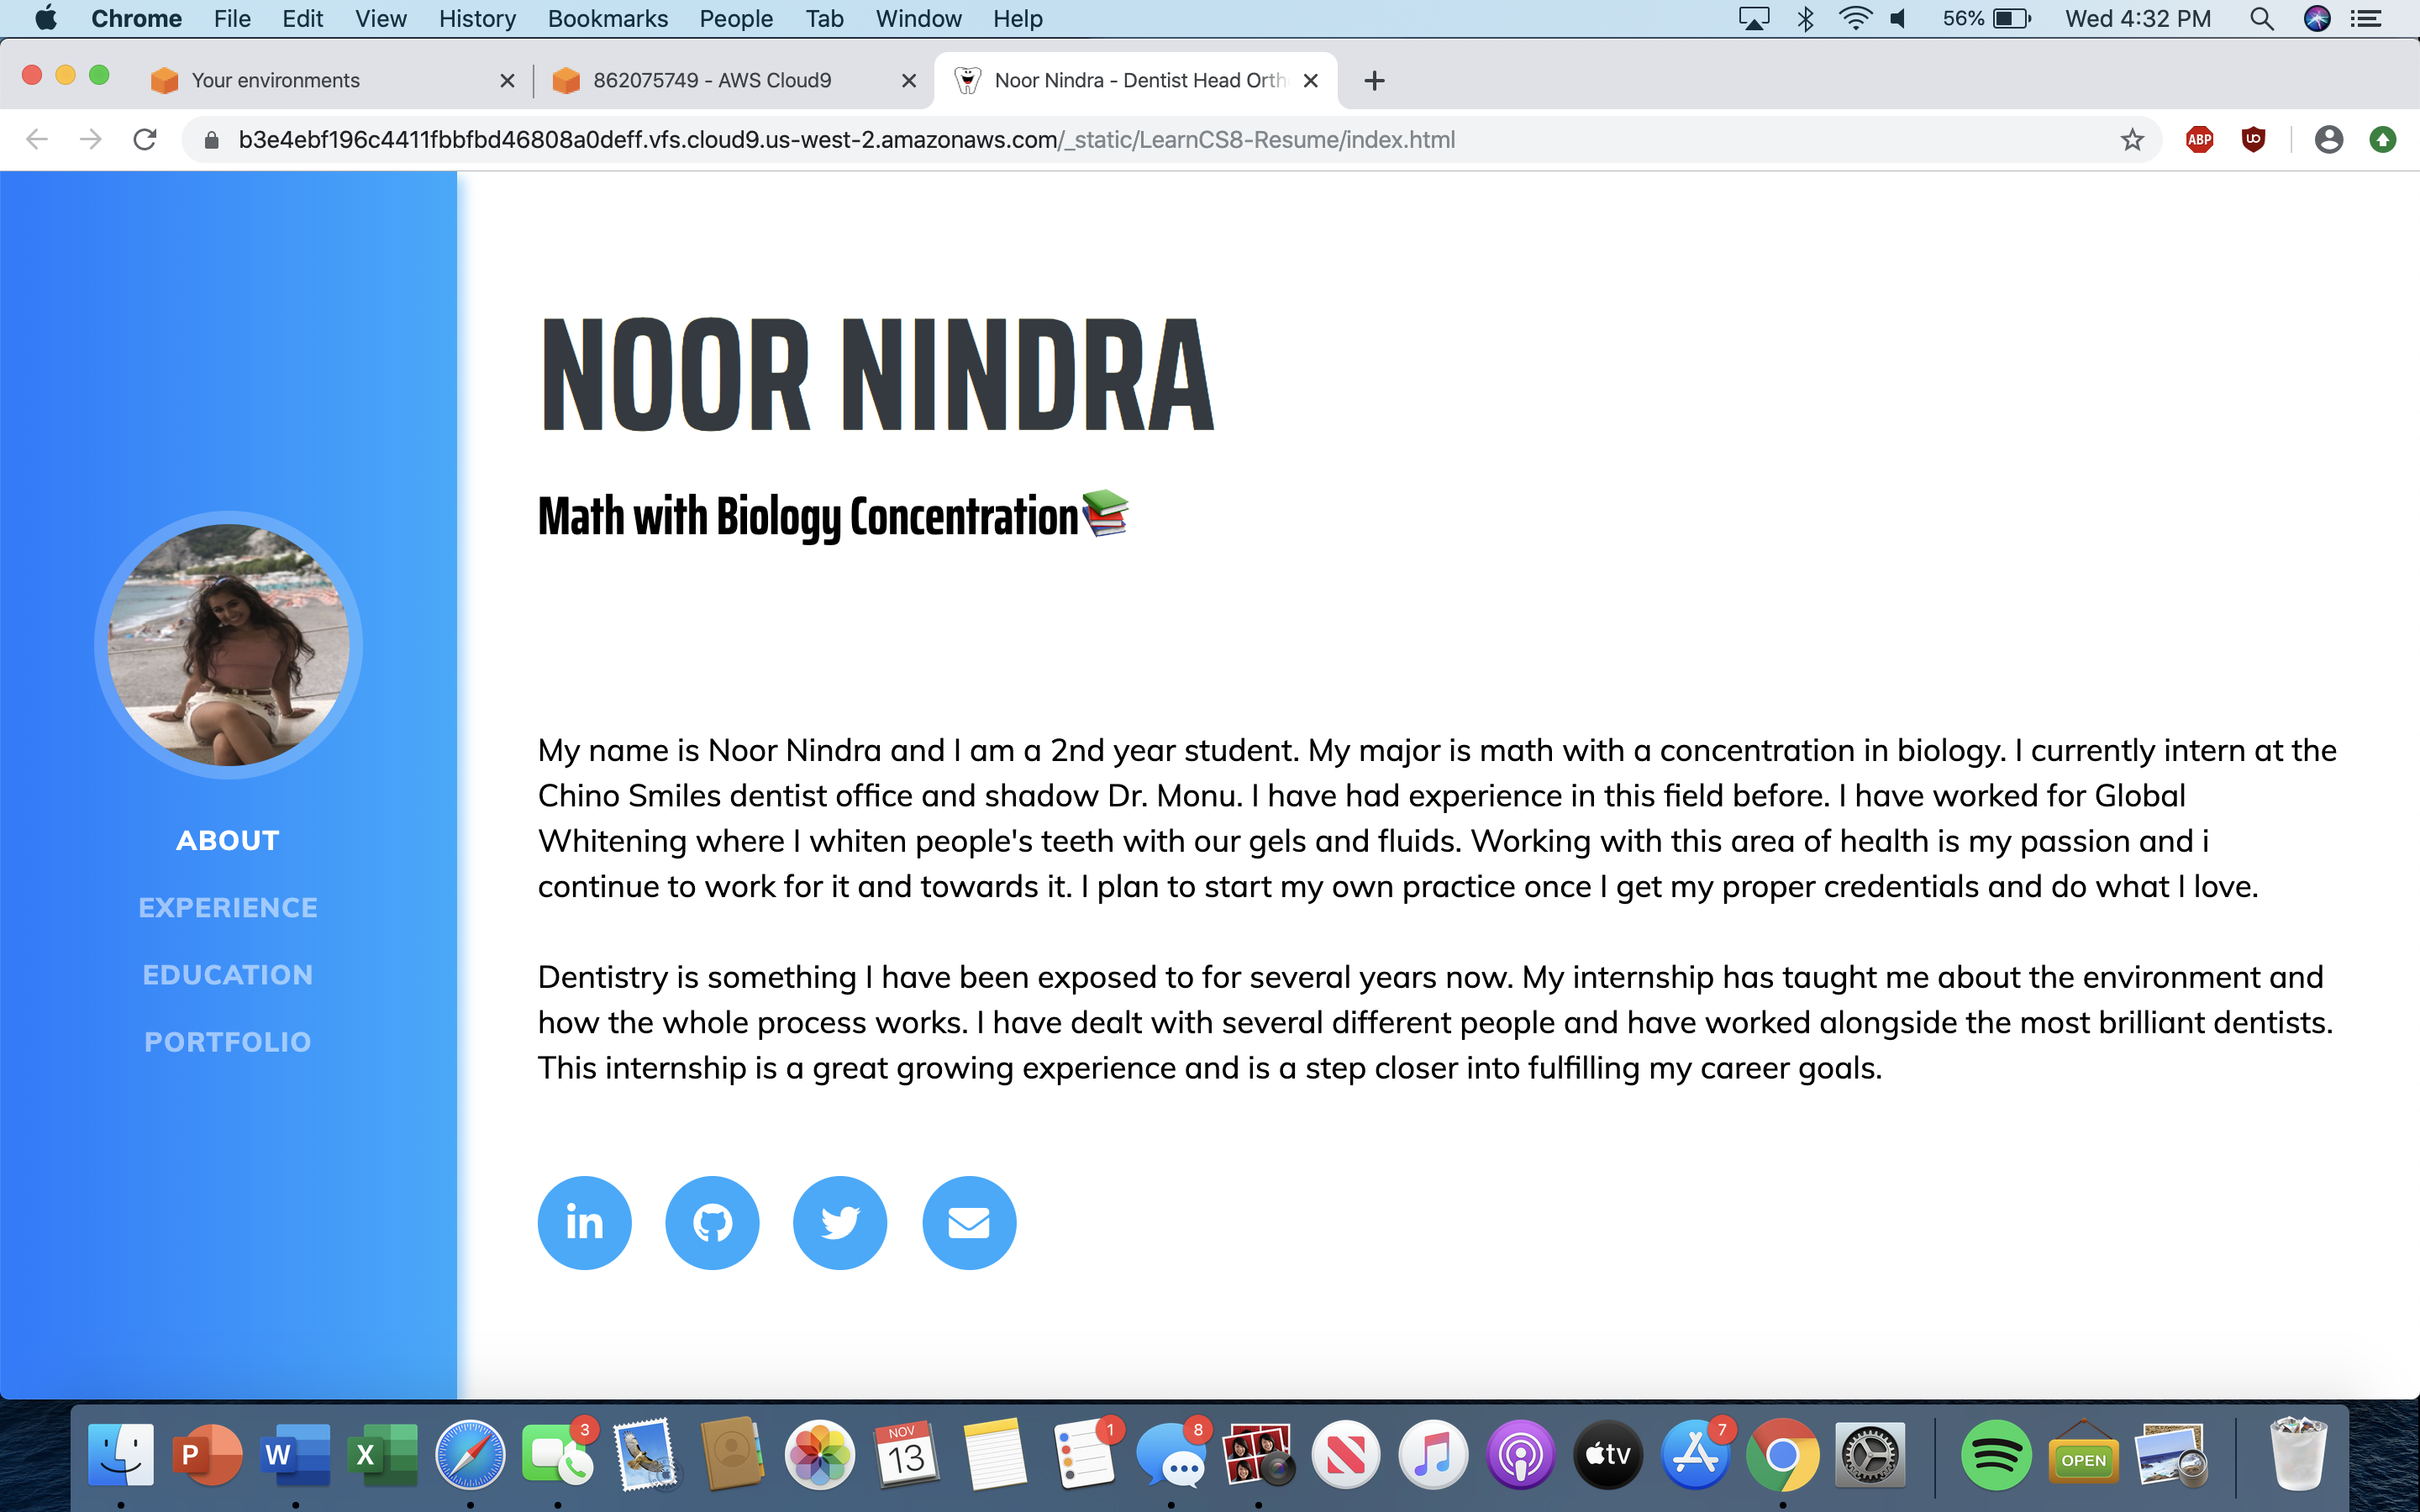 Chrome File Edit View History Bookmarks People Tab Window Help 56% Wed 4:32 PM
Your environments 862075749 - AWS Cloud9 Noor Nindra - Dentist Head Orth
b3e4ebf196c4411fbbfbd46808a0deff.vfs.cloud9.us-west-2.amazonaws.com/_static/LearnCS8-Resume/index.html ABP
NOOR NINDRA
Math with Biology Concentration📚
ABOUT
EXPERIENCE
EDUCATION
PORTFOLIO
My name is Noor Nindra and I am a 2nd year student. My major is math with a concentration in biology. I currently intern at the
Chino Smiles dentist office and shadow Dr. Monu. I have had experience in this field before. I have worked for Global
Whitening where I whiten people's teeth with our gels and fluids. Working with this area of health is my passion and i
continue to work for it and towards it. I plan to start my own practice once I get my proper credentials and do what I love.
Dentistry is something I have been exposed to for several years now. My internship has taught me about the environment and
how the whole process works. I have dealt with several different people and have worked alongside the most brilliant dentists.
This internship is a great growing experience and is a step closer into fulfilling my career goals.
in
P W X 3 NOV 13 1 8 tv 7 OPEN